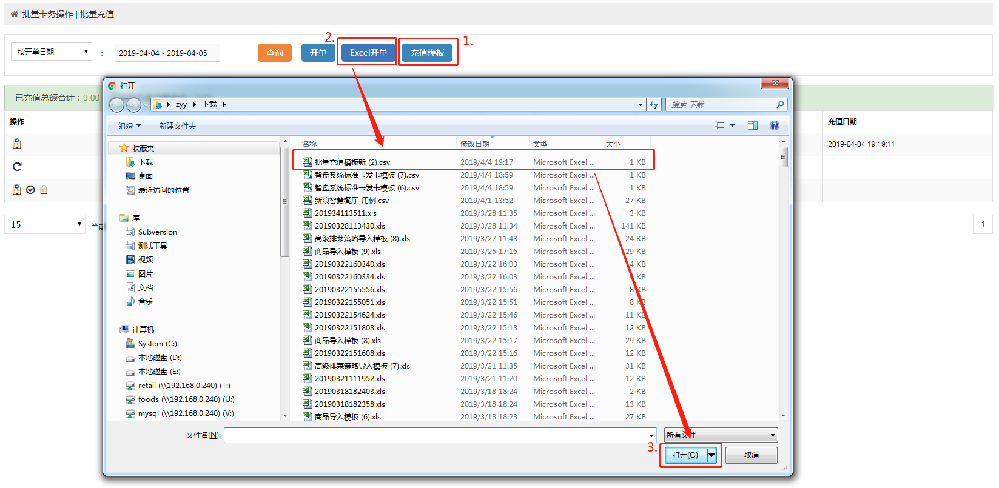 批量卡务操作 | 批量充值
2. 1.
按开单日期 : 2019-04-04 - 2019-04-05 查询 开单 Excel开单 充值模板
打开
已充值总额合计：9.00
zyy 下载 搜索 下载
操作 充值日期
组织 新建文件夹
名称 修改日期 类型 大小
2019-04-04 19:19:11
收藏夹
下载
桌面
最近访问的位置
库
Subversion
测试工具
视频
图片
文档
音乐
计算机
System (C:)
本地磁盘 (D:)
本地磁盘 (E:)
retail (\\192.168.0.240) (T:)
foods (\\192.168.0.240) (U:)
mysql (\\192.168.0.240) (V:)
批量充值模板新 (2).csv 2019/4/4 19:17 Microsoft Excel ... 1 KB
智盘系统标准卡发卡模板 (7).csv 2019/4/4 18:59 Microsoft Excel ... 1 KB
智盘系统标准卡发卡模板 (6).csv 2019/4/4 18:59 Microsoft Excel ... 1 KB
新浪智慧餐厅-用例.csv 2019/4/1 13:52 Microsoft Excel ... 27 KB
201934113511.xls 2019/3/28 11:35 Microsoft Excel ... 3 KB
20190328113430.xls 2019/3/28 11:34 Microsoft Excel ... 141 KB
高级排菜策略导入模板 (8).xls 2019/3/27 11:48 Microsoft Excel ... 24 KB
商品导入模板 (9).xls 2019/3/25 17:16 Microsoft Excel ... 29 KB
20190322160340.xls 2019/3/22 16:03 Microsoft Excel ... 4 KB
20190322160334.xls 2019/3/22 16:03 Microsoft Excel ... KB
20190322155556.xls 2019/3/22 15:56 Microsoft Excel ... 8 KB
20190322155051.xls 2019/3/22 15:51 Microsoft Excel ... 8 KB
20190322154624.xls 2019/3/22 15:46 Microsoft Excel ... 11 KB
20190322151808.xls 2019/3/22 15:18 Microsoft Excel ... 12 KB
商品导入模板 (8).xls 2019/3/22 15:17 Microsoft Excel ... 29 KB
20190322151608.xls 2019/3/22 15:16 Microsoft Excel ... 12 KB
高级排菜策略导入模板 (7).xls 2019/3/21 11:35 Microsoft Excel ... 31 KB
20190321111952.xls 2019/3/21 11:20 Microsoft Excel ... 12 KB
20190318182403.xls 2019/3/18 18:24 Microsoft Excel ... 2 KB
20190318182358.xls 2019/3/18 18:24 Microsoft Excel ... 13 KB
商品导入模板 (6).xls 2019/3/18 18:23 Microsoft Excel ... 27 KB
15 当前 1
文件名(N): 所有文件
3. 打开(O) 取消